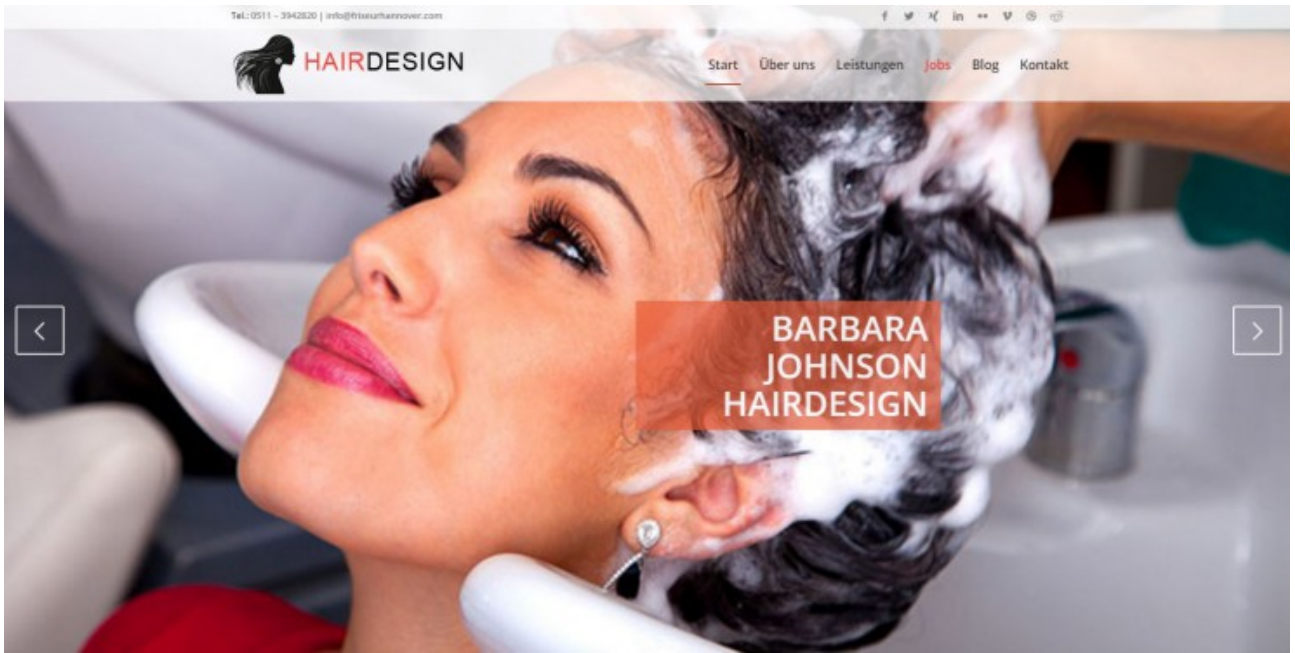 Tel.: 0511 – 3942820 | info@friseurhannover.com
HAIRDESIGN
Start Über uns Leistungen Jobs Blog Kontakt
BARBARA
JOHNSON
HAIRDESIGN